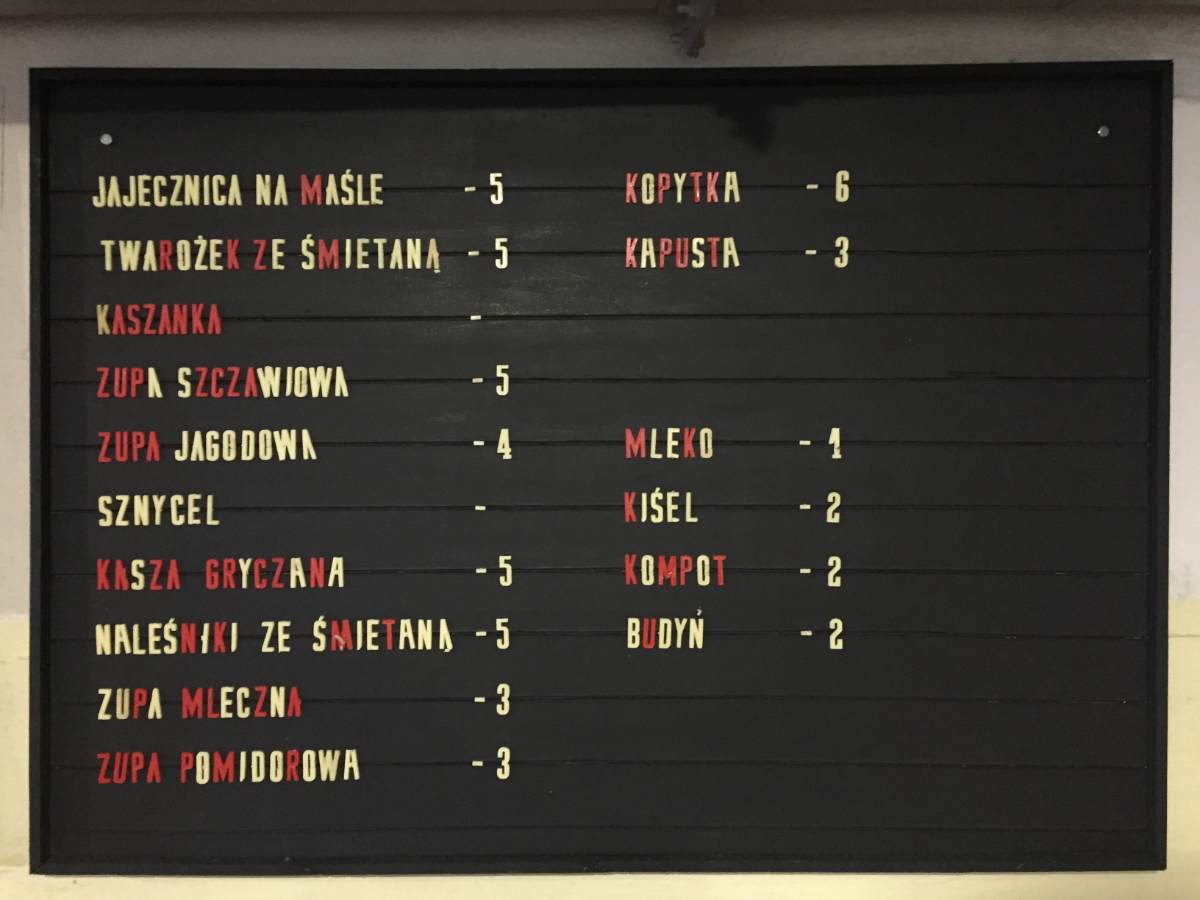 JAJECZNICA NA MAŚLE - 5
TWAROŻEK ZE ŚMIETANĄ - 5
KASZANKA -
ZUPA SZCZAWIOWA - 5
ZUPA JAGODOWA - 4
SZNYCEL -
KASZA GRYCZANA - 5
NALEŚNIKI ZE ŚMIETANĄ - 5
ZUPA MLECZNA - 3
ZUPA POMIDOROWA - 3
KOPYTKA - 6
KAPUSTA - 3
MLEKO - 1
KIŚEL - 2
KOMPOT - 2
BUDYŃ - 2